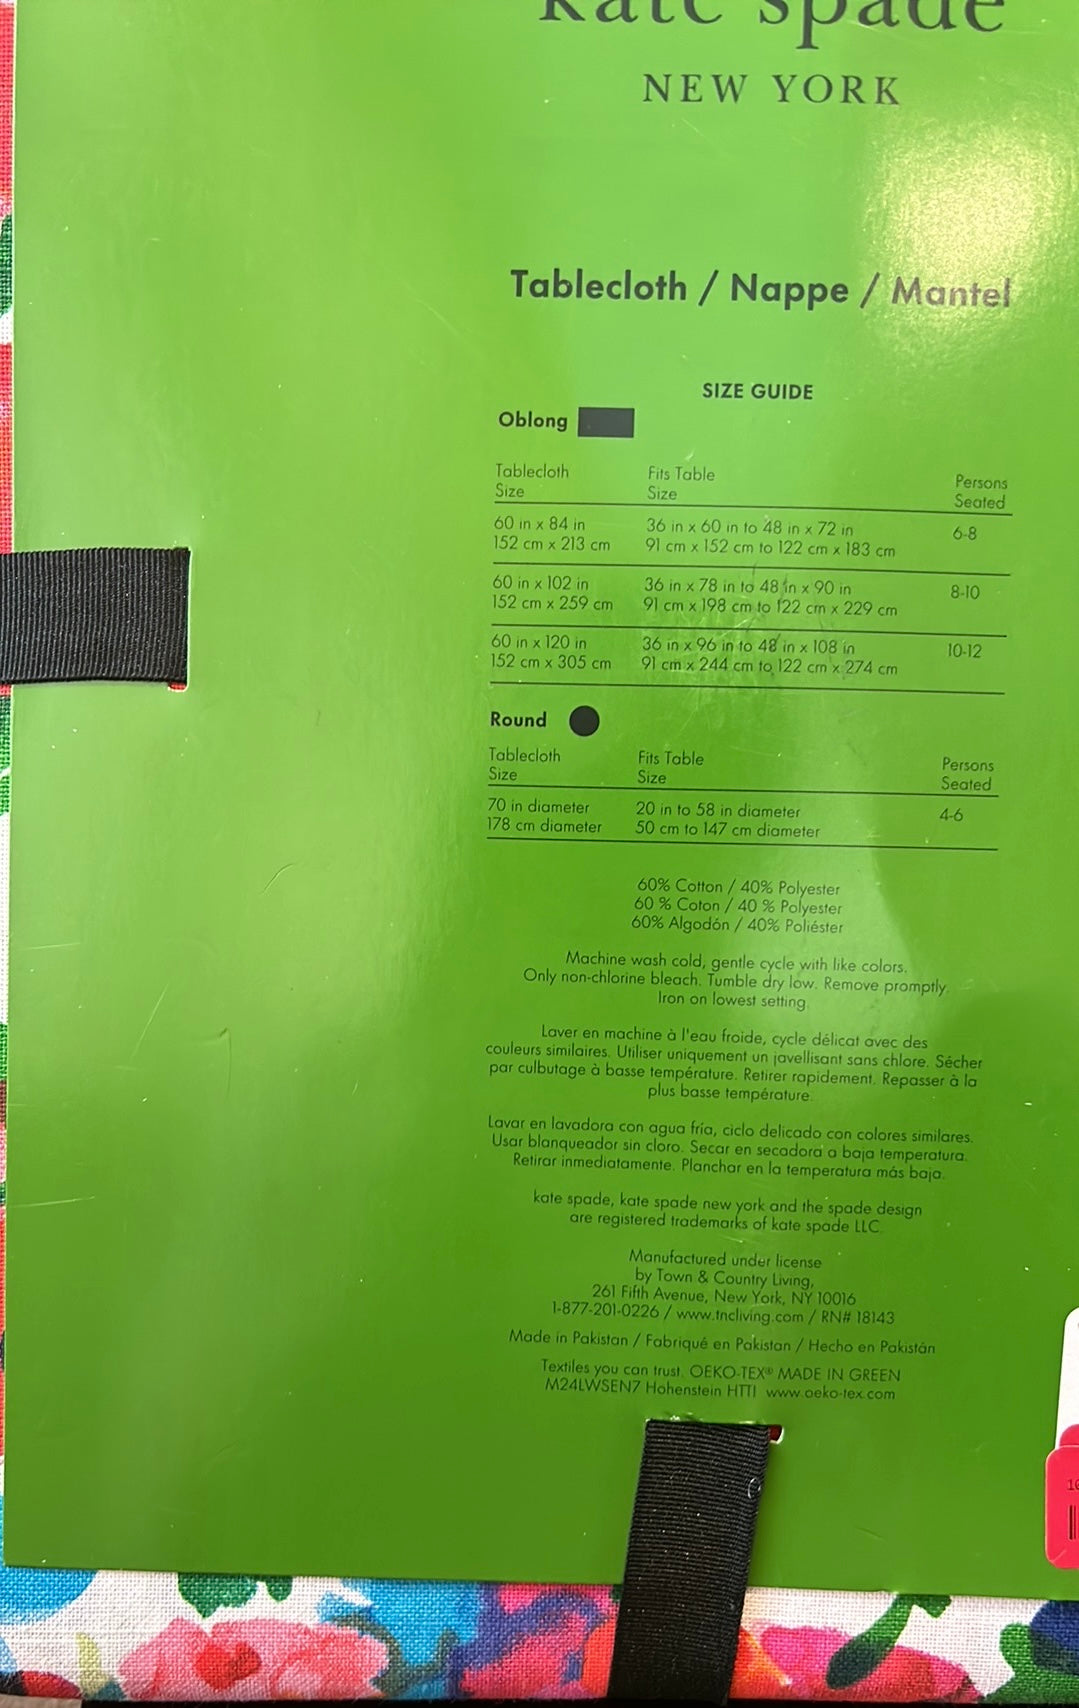 kate spade
NEW YORK
Tablecloth / Nappe / Mantel
SIZE GUIDE
Oblong
Tablecloth Size
Fits Table Size
Persons Seated
60 in x 84 in
152 cm x 213 cm
36 in x 60 in to 48 in x 72 in
91 cm x 152 cm to 122 cm x 183 cm
6-8
60 in x 102 in
152 cm x 259 cm
36 in x 78 in to 48 in x 90 in
91 cm x 198 cm to 122 cm x 229 cm
8-10
60 in x 120 in
152 cm x 305 cm
36 in x 96 in to 48 in x 108 in
91 cm x 244 cm to 122 cm x 274 cm
10-12
Round
Tablecloth Size
Fits Table Size
Persons Seated
70 in diameter
178 cm diameter
20 in to 58 in diameter
50 cm to 147 cm diameter
4-6
60% Cotton / 40% Polyester
60 % Coton / 40 % Polyester
60% Algodón / 40% Poliéster
Machine wash cold, gentle cycle with like colors.
Only non-chlorine bleach. Tumble dry low. Remove promptly.
Iron on lowest setting.
Laver en machine à l'eau froide, cycle délicat avec des
couleurs similaires. Utiliser uniquement un javellisant sans chlore. Sécher
par culbutage à basse température. Retirer rapidement. Repasser à la
plus basse température.
Lavar en lavadora con agua fría, ciclo delicado con colores similares.
Usar blanqueador sin cloro. Secar en secadora a baja temperatura.
Retirar inmediatamente. Planchar en la temperatura más baja.
kate spade, kate spade new york and the spade design
are registered trademarks of kate spade LLC.
Manufactured under license
by Town & Country Living,
261 Fifth Avenue, New York, NY 10016
1-877-201-0226 / www.tncliving.com / RN# 18143
Made in Pakistan / Fabriqué en Pakistan / Hecho en Pakistán
Textiles you can trust. OEKO-TEX® MADE IN GREEN
M24LWSEN7 Hohenstein HTTI www.oeko-tex.com